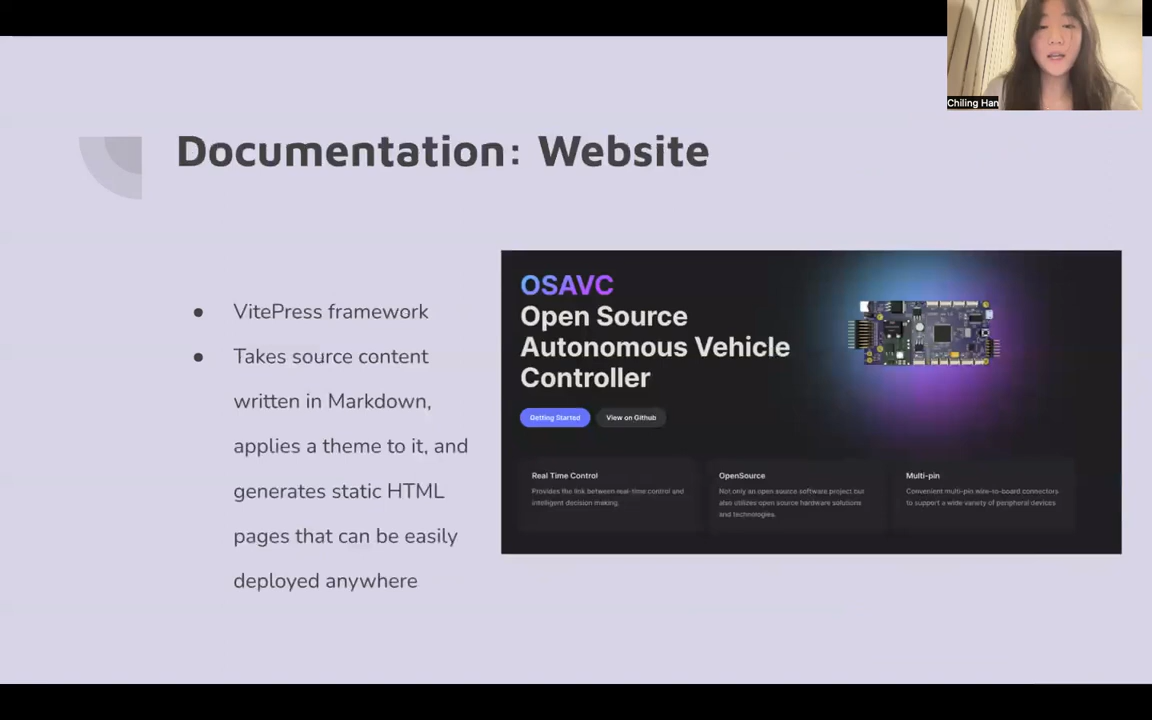 Chiling Han
Documentation: Website
● VitePress framework
● Takes source content
written in Markdown,
applies a theme to it, and
generates static HTML
pages that can be easily
deployed anywhere
OSAVC
Open Source
Autonomous Vehicle
Controller
Getting Started
View on Github
Real Time Control
Provides the link between real-time control and
intelligent decision making.
OpenSource
Not only an open source software project but
also utilizes open source hardware solutions
and technologies.
Multi-pin
Convenient multi-pin wire-to-board connectors
to support a wide variety of peripheral devices